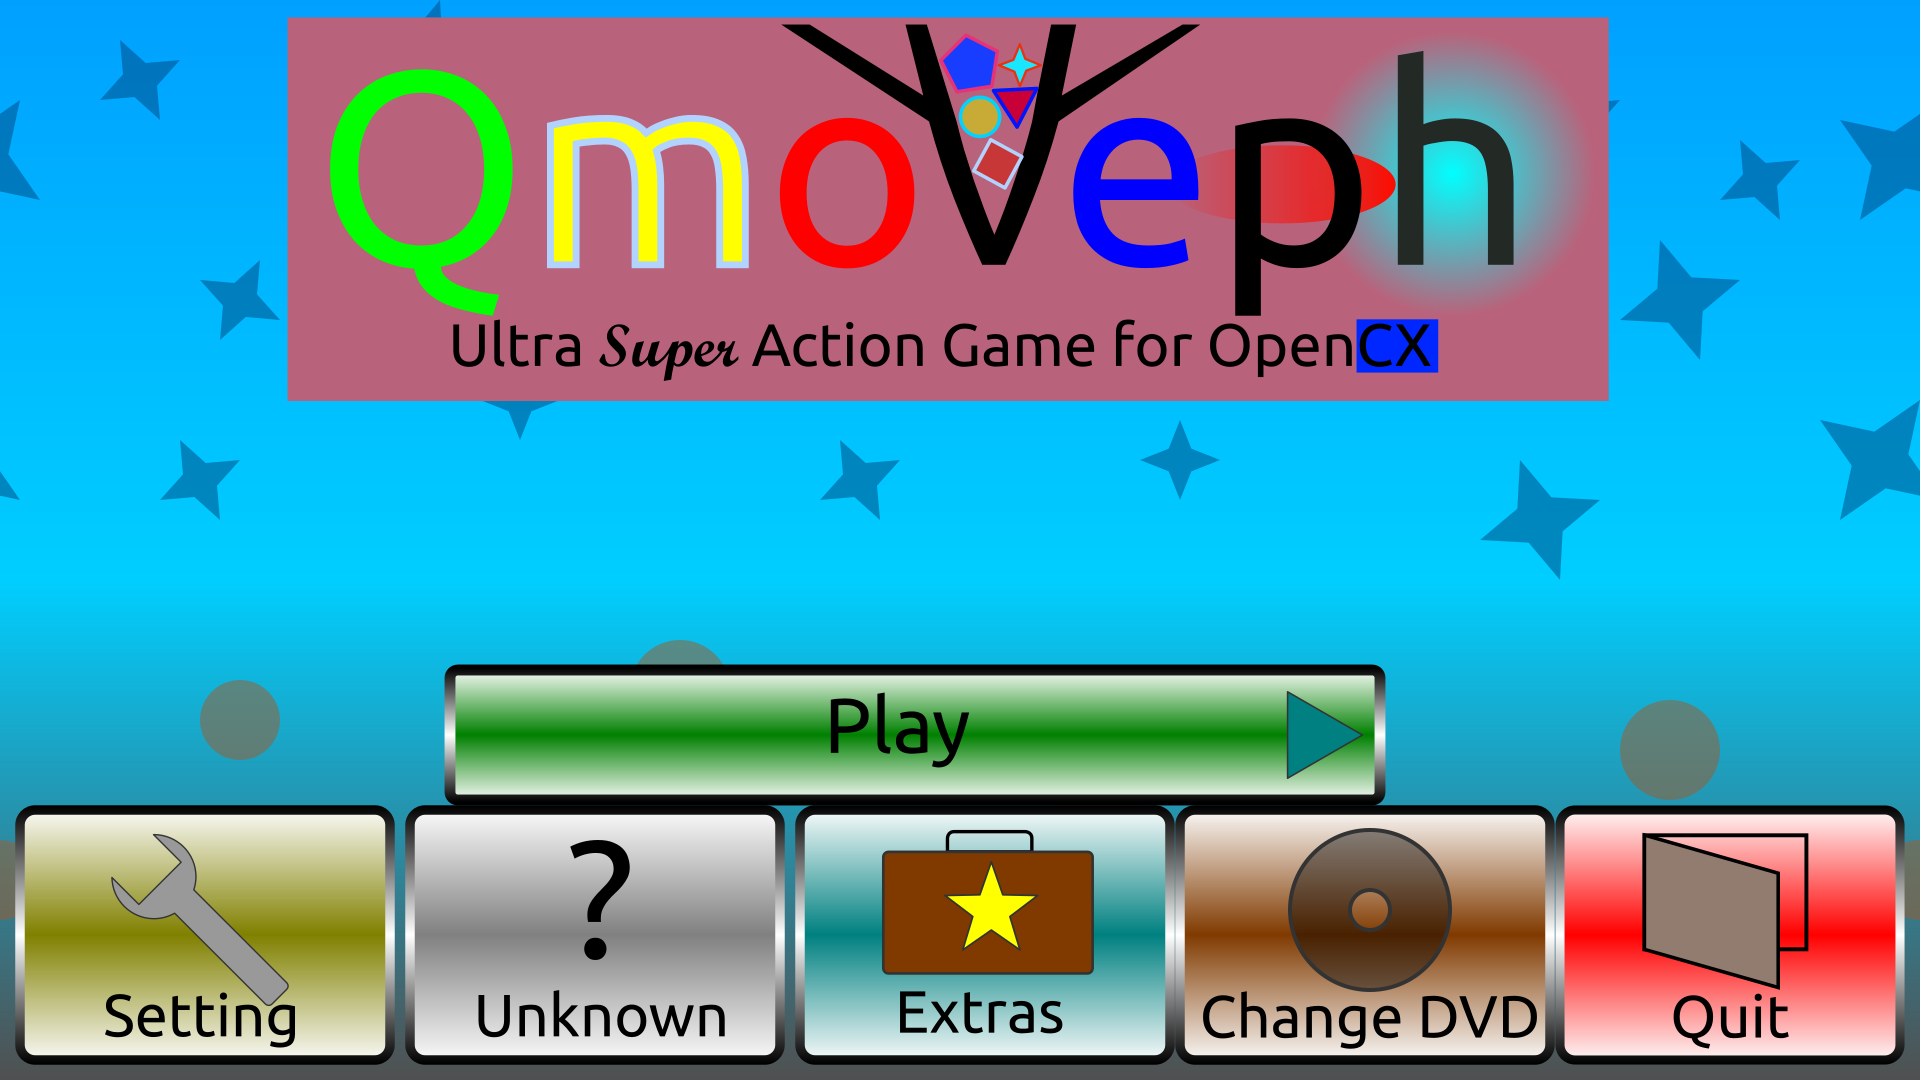 Qmoveph
Ultra Super Action Game for OpenCX
Play
?
Setting
Unknown
Extras
Change DVD
Quit